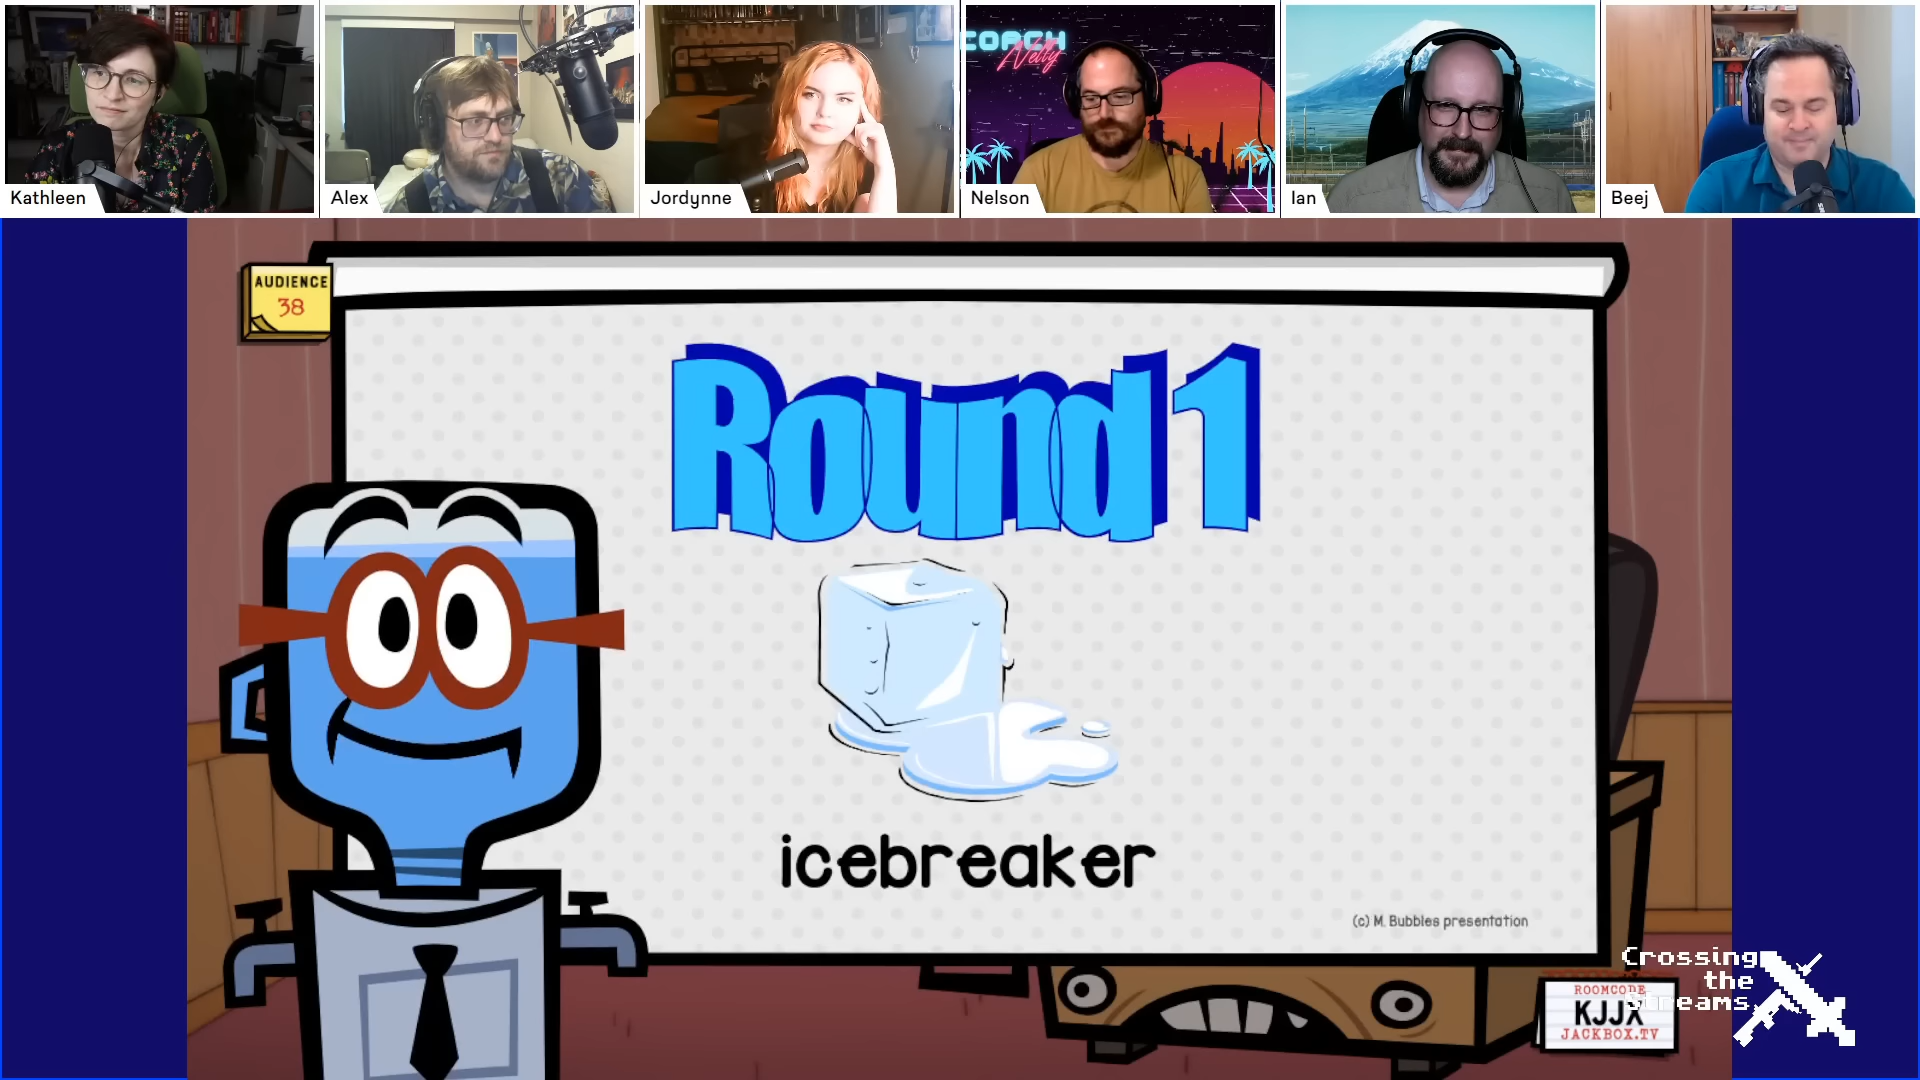 COACH
Nelly
Kathleen
Alex
Jordynne
Nelson
Ian
Beej
AUDIENCE
38
Round 1
icebreaker
(c) M. Bubbles presentation
Crossing
the
Streams
ROOMCODE
KJJX
JACKBOX.TV